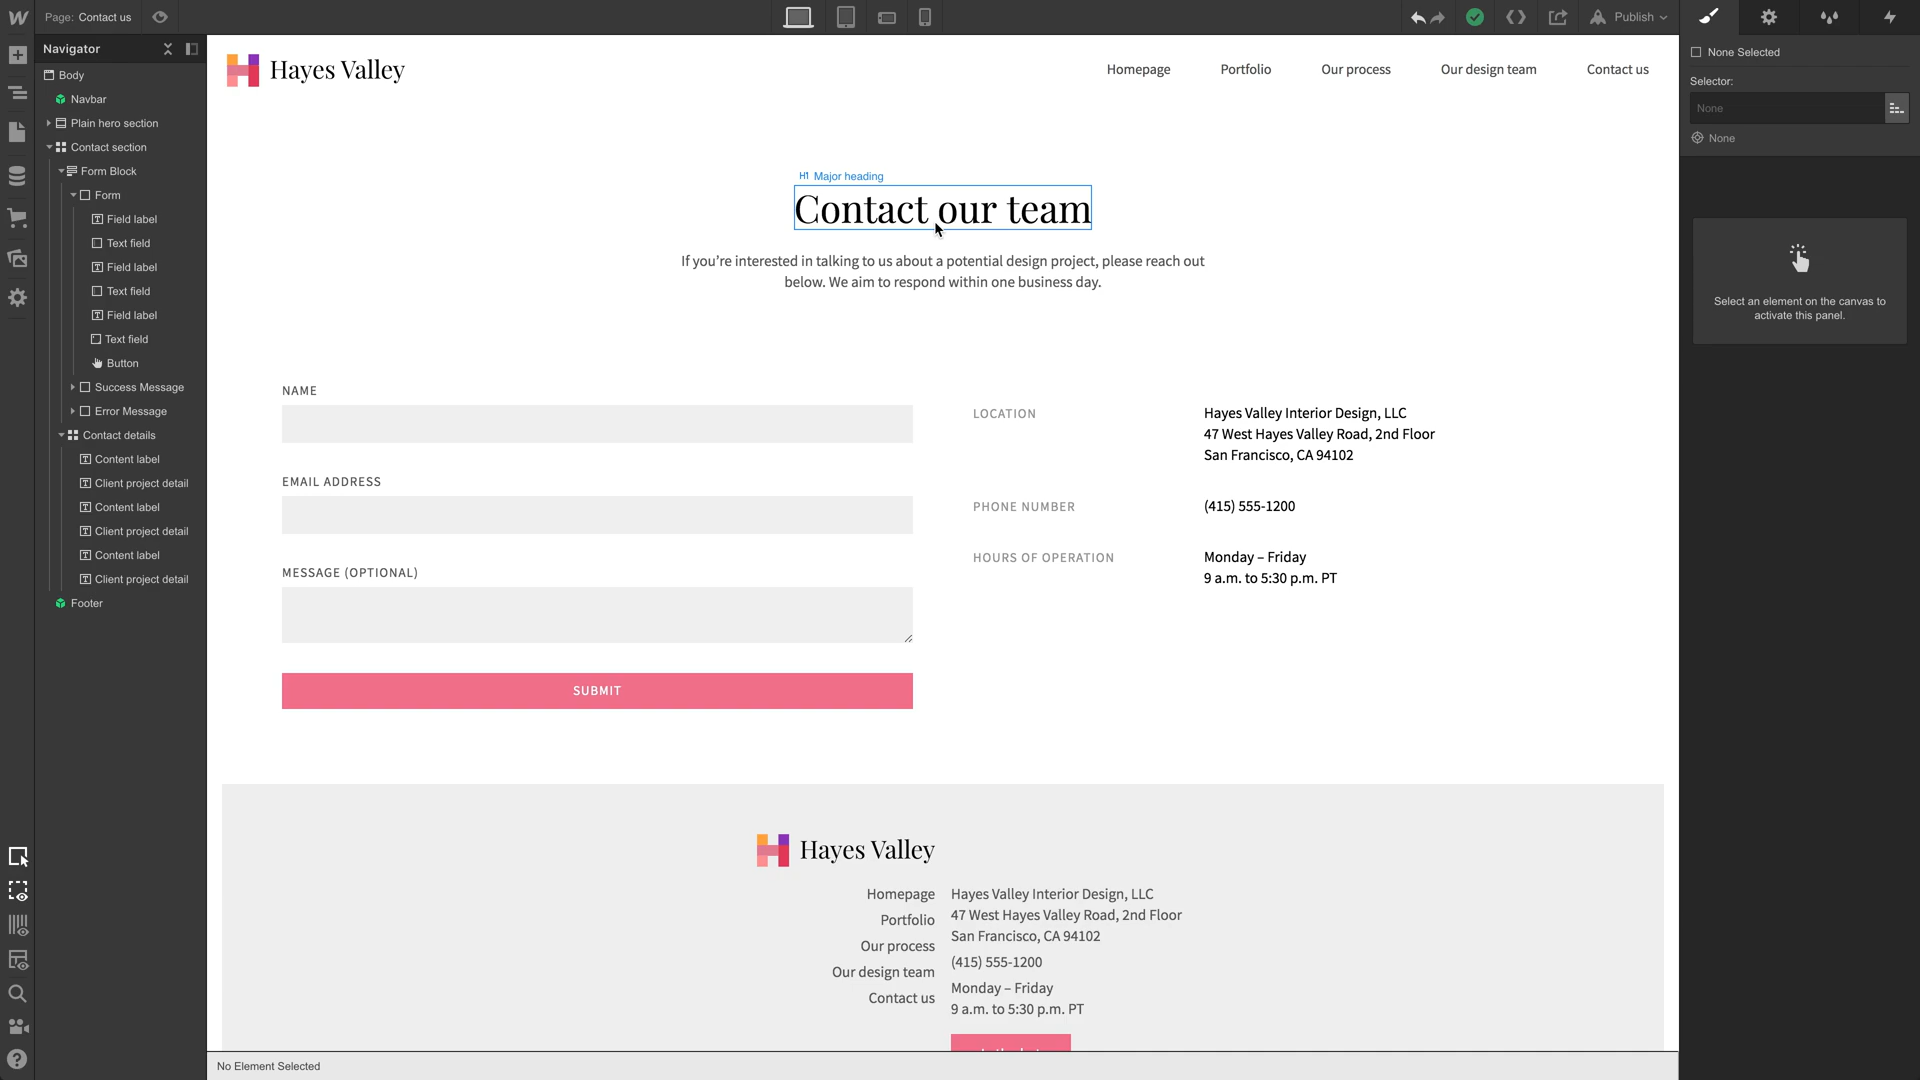 Page: Contact us
Publish
Navigator
Body
Navbar
Plain hero section
Contact section
Form Block
Form
Field label
Text field
Field label
Text field
Field label
Text field
Button
Success Message
Error Message
Contact details
Content label
Client project detail
Content label
Client project detail
Content label
Client project detail
Footer
Hayes Valley
Homepage
Portfolio
Our process
Our design team
Contact us
H1 Major heading
Contact our team
If you’re interested in talking to us about a potential design project, please reach out
below. We aim to respond within one business day.
NAME
EMAIL ADDRESS
MESSAGE (OPTIONAL)
SUBMIT
LOCATION
Hayes Valley Interior Design, LLC
47 West Hayes Valley Road, 2nd Floor
San Francisco, CA 94102
PHONE NUMBER
(415) 555-1200
HOURS OF OPERATION
Monday – Friday
9 a.m. to 5:30 p.m. PT
Hayes Valley
Homepage
Portfolio
Our process
Our design team
Contact us
Hayes Valley Interior Design, LLC
47 West Hayes Valley Road, 2nd Floor
San Francisco, CA 94102
(415) 555-1200
Monday – Friday
9 a.m. to 5:30 p.m. PT
No Element Selected
None Selected
Selector:
None
None
Select an element on the canvas to
activate this panel.